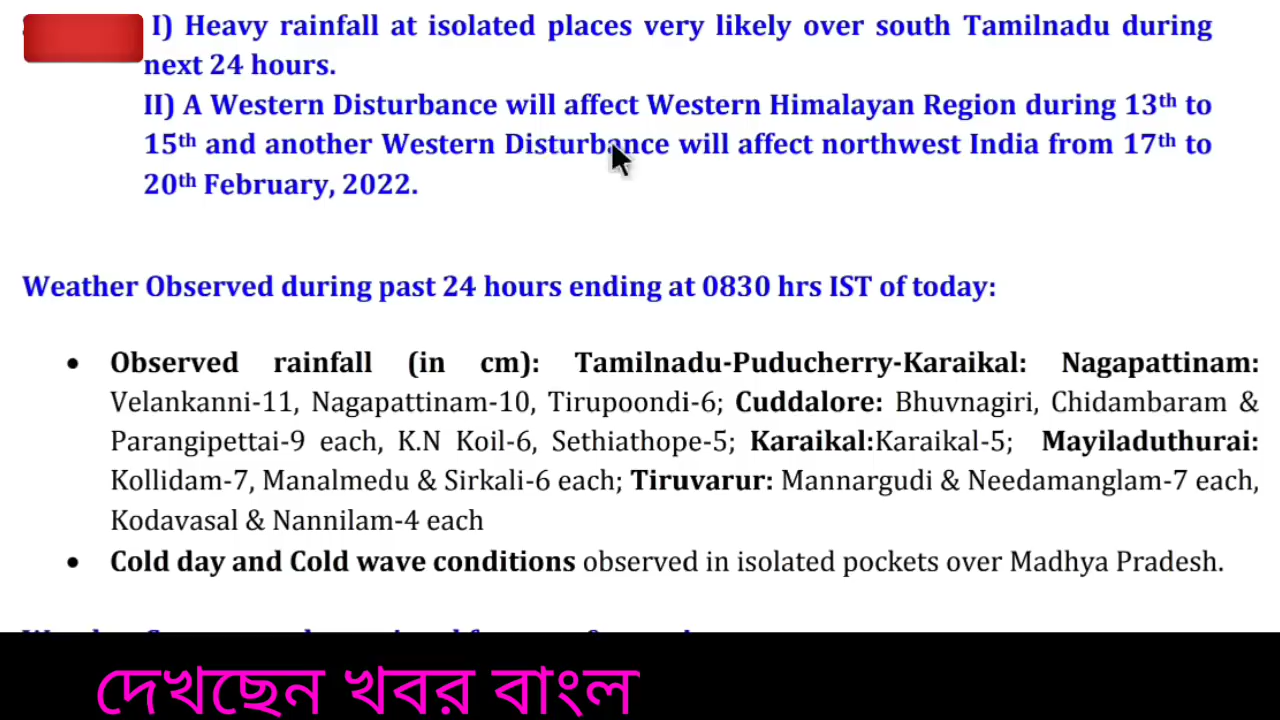 I) Heavy rainfall at isolated places very likely over south Tamilnadu during
next 24 hours.
II) A Western Disturbance will affect Western Himalayan Region during 13th to
15th and another Western Disturbance will affect northwest India from 17th to
20th February, 2022.
Weather Observed during past 24 hours ending at 0830 hrs IST of today:
• Observed rainfall (in cm): Tamilnadu-Puducherry-Karaikal: Nagapattinam:
Velankanni-11, Nagapattinam-10, Tirupoondi-6; Cuddalore: Bhuvnagiri, Chidambaram &
Parangipettai-9 each, K.N Koil-6, Sethiathope-5; Karaikal:Karaikal-5; Mayiladuthurai:
Kollidam-7, Manalmedu & Sirkali-6 each; Tiruvarur: Mannargudi & Needamanglam-7 each,
Kodavasal & Nannilam-4 each
• Cold day and Cold wave conditions observed in isolated pockets over Madhya Pradesh.
দেখছেন খবর বাংল